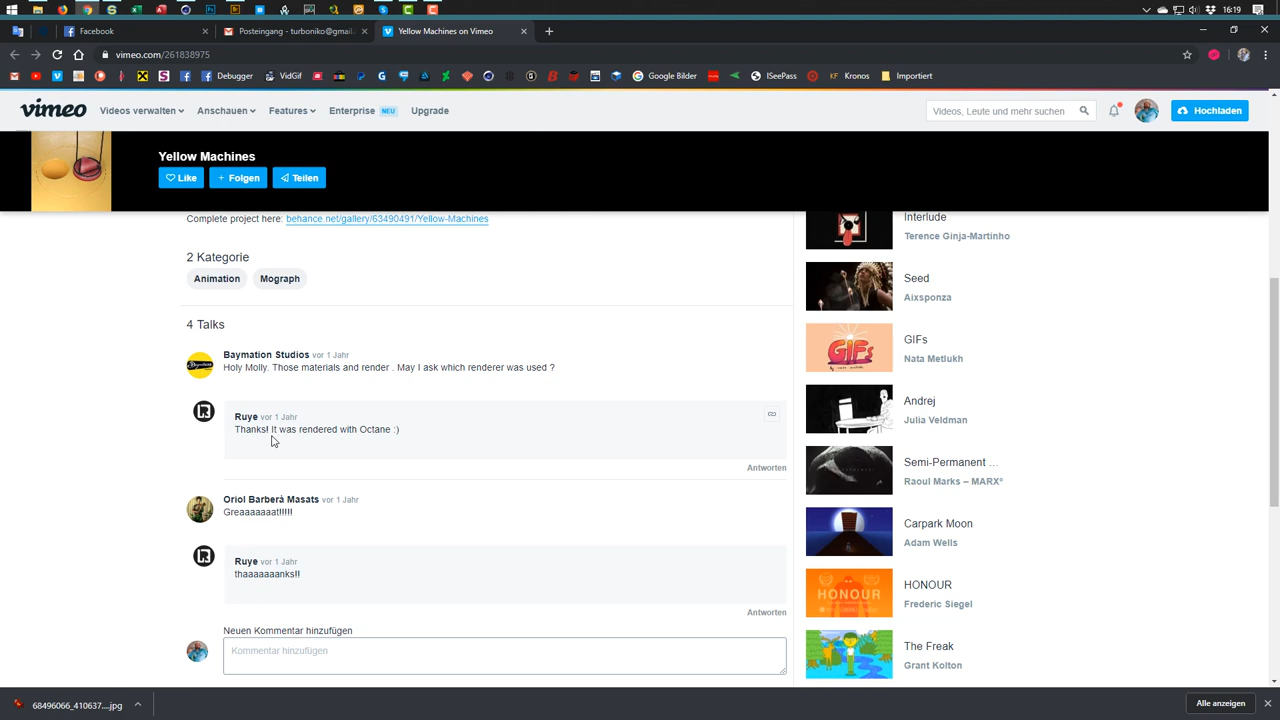 16:19
Facebook
Posteingang - turboniko@gmail.
Yellow Machines on Vimeo
vimeo.com/261838975
Debugger
VidGif
Google Bilder
ISeePass
KF Kronos
Importiert
vimeo
Videos verwalten
Anschauen
Features
Enterprise NEU
Upgrade
Videos, Leute und mehr suchen
Hochladen
Yellow Machines
Like
+ Folgen
Teilen
Complete project here: behance.net/gallery/63490491/Yellow-Machines
2 Kategorie
Animation
Mograph
4 Talks
Baymation Studios vor 1 Jahr
Holy Molly. Those materials and render . May I ask which renderer was used ?
Ruye vor 1 Jahr
Thanks! It was rendered with Octane :)
Antworten
Oriol Barberà Masats vor 1 Jahr
Greaaaaaaat!!!!!
Ruye vor 1 Jahr
thaaaaaaanks!!
Antworten
Neuen Kommentar hinzufügen
Kommentar hinzufügen
Interlude
Terence Ginja-Martinho
Seed
Aixsponza
GIFs
GIFs
Nata Metlukh
Andrej
Julia Veldman
Semi-Permanent ...
Raoul Marks – MARX°
Carpark Moon
Adam Wells
HONOUR
HONOUR
Frederic Siegel
The Freak
Grant Kolton
68496066_410637....jpg
Alle anzeigen